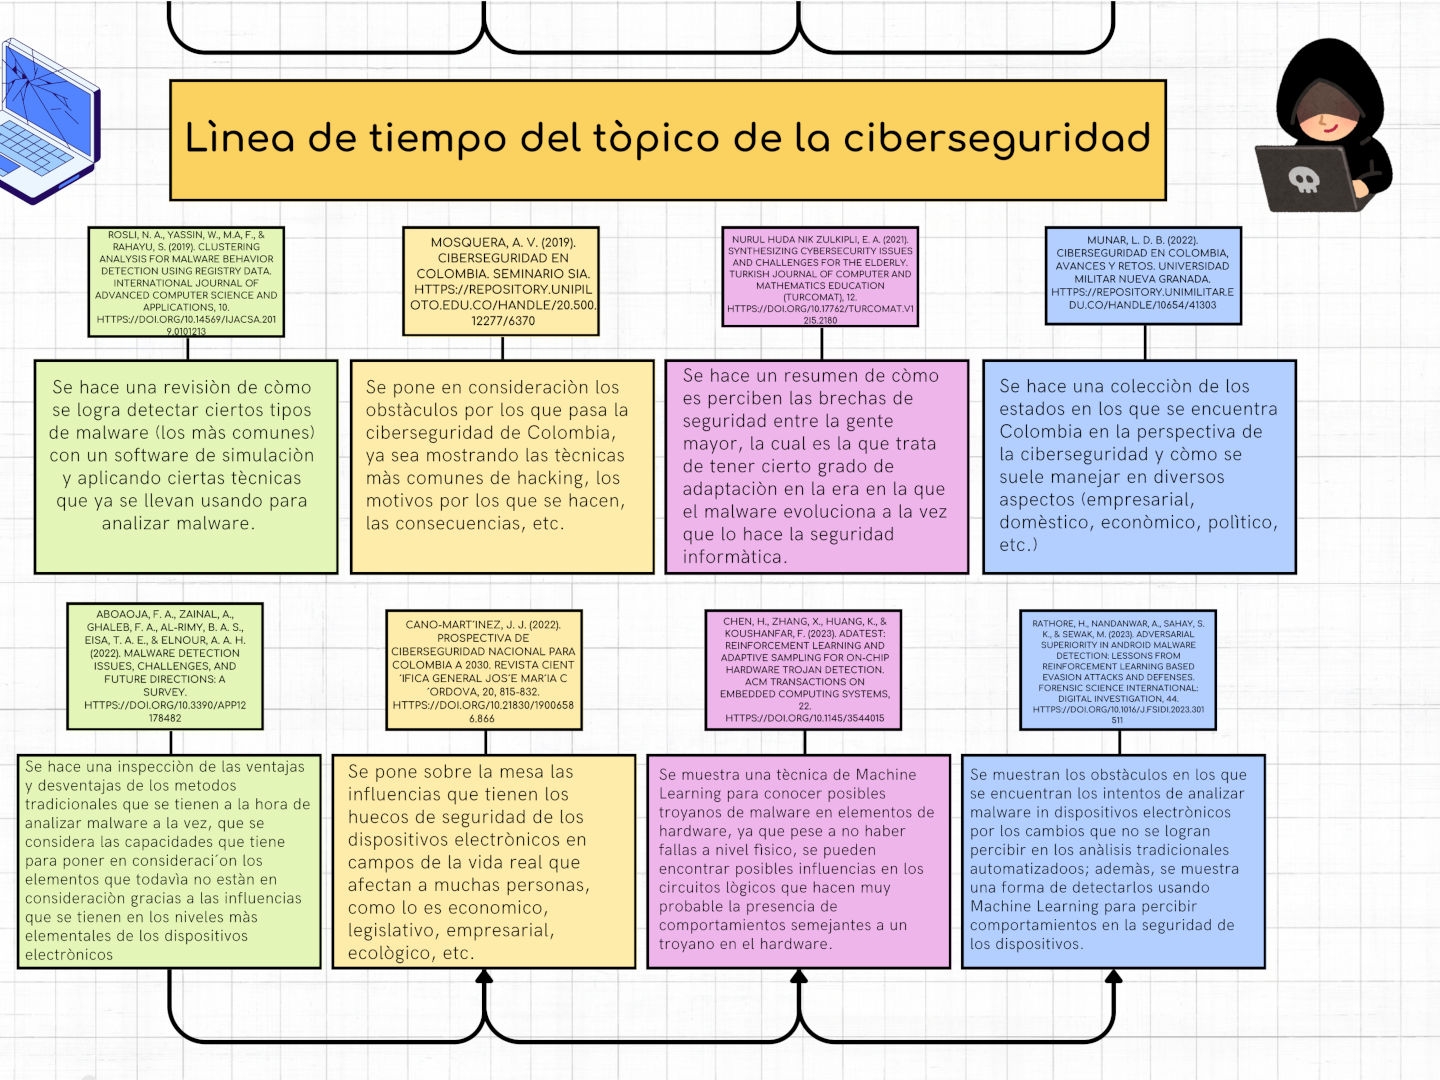 Lìnea de tiempo del tòpico de la ciberseguridad
ROSLI, N. A., YASSIN, W., M.A, F., &
RAHAYU, S. (2019). CLUSTERING
ANALYSIS FOR MALWARE BEHAVIOR
DETECTION USING REGISTRY DATA.
INTERNATIONAL JOURNAL OF
ADVANCED COMPUTER SCIENCE AND
APPLICATIONS, 10.
HTTPS://DOI.ORG/10.14569/IJACSA.201
9.0101213
Se hace una revisiòn de còmo
se logra detectar ciertos tipos
de malware (los màs comunes)
con un software de simulaciòn
y aplicando ciertas tècnicas
que ya se llevan usando para
analizar malware.
MOSQUERA, A. V. (2019).
CIBERSEGURIDAD EN
COLOMBIA. SEMINARIO SIA.
HTTPS://REPOSITORY.UNIPIL
OTO.EDU.CO/HANDLE/20.500.
12277/6370
Se pone en consideraciòn los
obstàculos por los que pasa la
ciberseguridad de Colombia,
ya sea mostrando las tècnicas
màs comunes de hacking, los
motivos por los que se hacen,
las consecuencias, etc.
NURUL HUDA NIK ZULKIPLI, E. A. (2021).
SYNTHESIZING CYBERSECURITY ISSUES
AND CHALLENGES FOR THE ELDERLY.
TURKISH JOURNAL OF COMPUTER AND
MATHEMATICS EDUCATION
(TURCOMAT), 12.
HTTPS://DOI.ORG/10.17762/TURCOMAT.V1
2I5.2180
Se hace un resumen de còmo
es perciben las brechas de
seguridad entre la gente
mayor, la cual es la que trata
de tener cierto grado de
adaptaciòn en la era en la que
el malware evoluciona a la vez
que lo hace la seguridad
informàtica.
MUNAR, L. D. B. (2022).
CIBERSEGURIDAD EN COLOMBIA,
AVANCES Y RETOS. UNIVERSIDAD
MILITAR NUEVA GRANADA.
HTTPS://REPOSITORY.UNIMILITAR.E
DU.CO/HANDLE/10654/41303
Se hace una colecciòn de los
estados en los que se encuentra
Colombia en la perspectiva de
la ciberseguridad y còmo se
suele manejar en diversos
aspectos (empresarial,
domèstico, econòmico, polìtico,
etc.)
ABOAOJA, F. A., ZAINAL, A.,
GHALEB, F. A., AL-RIMY, B. A. S.,
EISA, T. A. E., & ELNOUR, A. A. H.
(2022). MALWARE DETECTION
ISSUES, CHALLENGES, AND
FUTURE DIRECTIONS: A
SURVEY.
HTTPS://DOI.ORG/10.3390/APP12
178482
Se hace una inspecciòn de las ventajas
y desventajas de los metodos
tradicionales que se tienen a la hora de
analizar malware a la vez, que se
considera las capacidades que tiene
para poner en consideraci´on los
elementos que todavìa no estàn en
consideraciòn gracias a las influencias
que se tienen en los niveles màs
elementales de los dispositivos
electrònicos
CANO-MART´INEZ, J. J. (2022).
PROSPECTIVA DE
CIBERSEGURIDAD NACIONAL PARA
COLOMBIA A 2030. REVISTA CIENT
´IFICA GENERAL JOS´E MAR´IA C
´ORDOVA, 20, 815-832.
HTTPS://DOI.ORG/10.21830/1900658
6.866
Se pone sobre la mesa las
influencias que tienen los
huecos de seguridad de los
dispositivos electrònicos en
campos de la vida real que
afectan a muchas personas,
como lo es economico,
legislativo, empresarial,
ecològico, etc.
CHEN, H., ZHANG, X., HUANG, K., &
KOUSHANFAR, F. (2023). ADATEST:
REINFORCEMENT LEARNING AND
ADAPTIVE SAMPLING FOR ON-CHIP
HARDWARE TROJAN DETECTION.
ACM TRANSACTIONS ON
EMBEDDED COMPUTING SYSTEMS,
22.
HTTPS://DOI.ORG/10.1145/3544015
Se muestra una tècnica de Machine
Learning para conocer posibles
troyanos de malware en elementos de
hardware, ya que pese a no haber
fallas a nivel fìsico, se pueden
encontrar posibles influencias en los
circuitos lògicos que hacen muy
probable la presencia de
comportamientos semejantes a un
troyano en el hardware.
RATHORE, H., NANDANWAR, A., SAHAY, S.
K., & SEWAK, M. (2023). ADVERSARIAL
SUPERIORITY IN ANDROID MALWARE
DETECTION: LESSONS FROM
REINFORCEMENT LEARNING BASED
EVASION ATTACKS AND DEFENSES.
FORENSIC SCIENCE INTERNATIONAL:
DIGITAL INVESTIGATION, 44.
HTTPS://DOI.ORG/10.1016/J.FSIDI.2023.301
511
Se muestran los obstàculos en los que
se encuentran los intentos de analizar
malware in dispositivos electrònicos
por los cambios que no se logran
percibir en los anàlisis tradicionales
automatizadoos; ademàs, se muestra
una forma de detectarlos usando
Machine Learning para percibir
comportamientos en la seguridad de
los dispositivos.